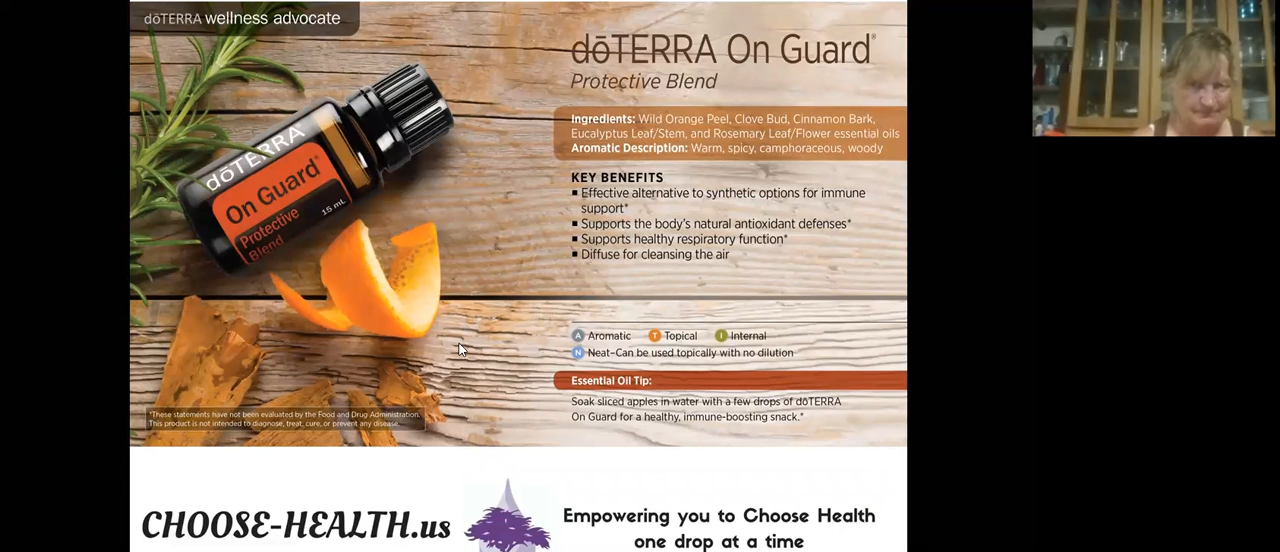 dōTERRA wellness advocate
dōTERRA On Guard®
Protective Blend
Ingredients: Wild Orange Peel, Clove Bud, Cinnamon Bark,
Eucalyptus Leaf/Stem, and Rosemary Leaf/Flower essential oils
Aromatic Description: Warm, spicy, camphoraceous, woody
KEY BENEFITS
▪ Effective alternative to synthetic options for immune
support*
▪ Supports the body's natural antioxidant defenses*
▪ Supports healthy respiratory function*
▪ Diffuse for cleansing the air
dōTERRA
On Guard®
Protective
Blend
15 mL
A Aromatic T Topical I Internal
N Neat–Can be used topically with no dilution
Essential Oil Tip:
Soak sliced apples in water with a few drops of dōTERRA
On Guard for a healthy, immune-boosting snack.*
*These statements have not been evaluated by the Food and Drug Administration.
This product is not intended to diagnose, treat, cure, or prevent any disease.
CHOOSE-HEALTH.us
Empowering you to Choose Health
one drop at a time